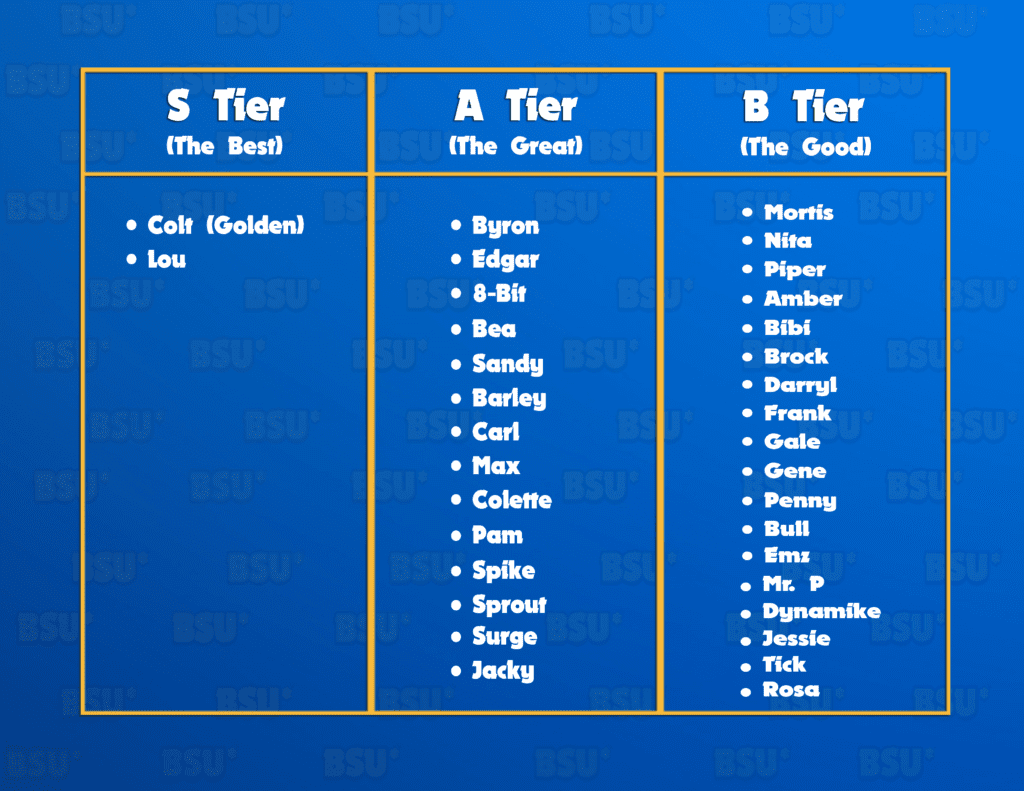 S Tier
(The Best)
• Colt (Golden)
• Lou
A Tier
(The Great)
• Byron
• Edgar
• 8-Bit
• Bea
• Sandy
• Barley
• Carl
• Max
• Colette
• Pam
• Spike
• Sprout
• Surge
• Jacky
B Tier
(The Good)
• Mortis
• Nita
• Piper
• Amber
• Bibi
• Brock
• Darryl
• Frank
• Gale
• Gene
• Penny
• Bull
• Emz
• Mr. P
• Dynamike
• Jessie
• Tick
• Rosa
BSU